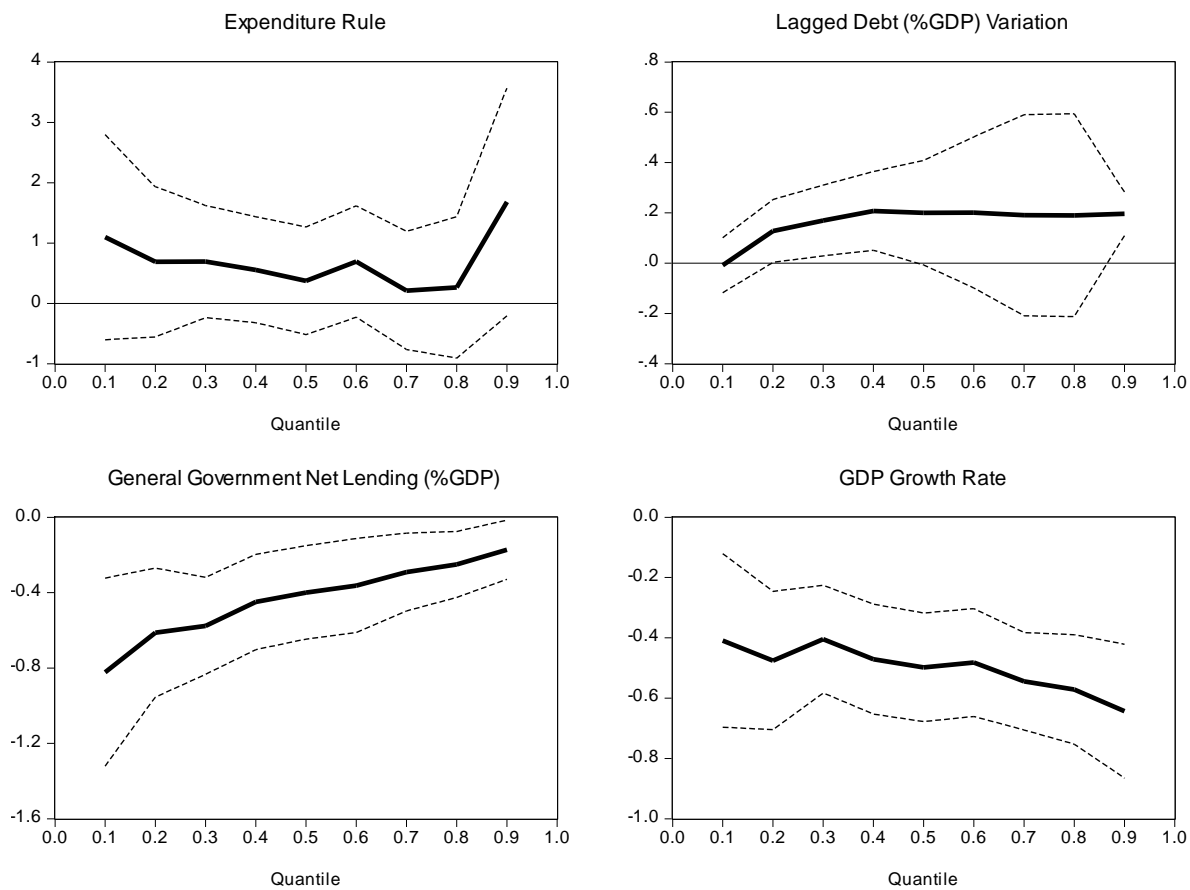 Expenditure Rule
4
3
2
1
0
-1
0.0 0.1 0.2 0.3 0.4 0.5 0.6 0.7 0.8 0.9 1.0
Quantile
Lagged Debt (%GDP) Variation
.8
.6
.4
.2
.0
-.2
-.4
0.0 0.1 0.2 0.3 0.4 0.5 0.6 0.7 0.8 0.9 1.0
Quantile
General Government Net Lending (%GDP)
0.0
-0.4
-0.8
-1.2
-1.6
0.0 0.1 0.2 0.3 0.4 0.5 0.6 0.7 0.8 0.9 1.0
Quantile
GDP Growth Rate
0.0
-0.2
-0.4
-0.6
-0.8
-1.0
0.0 0.1 0.2 0.3 0.4 0.5 0.6 0.7 0.8 0.9 1.0
Quantile